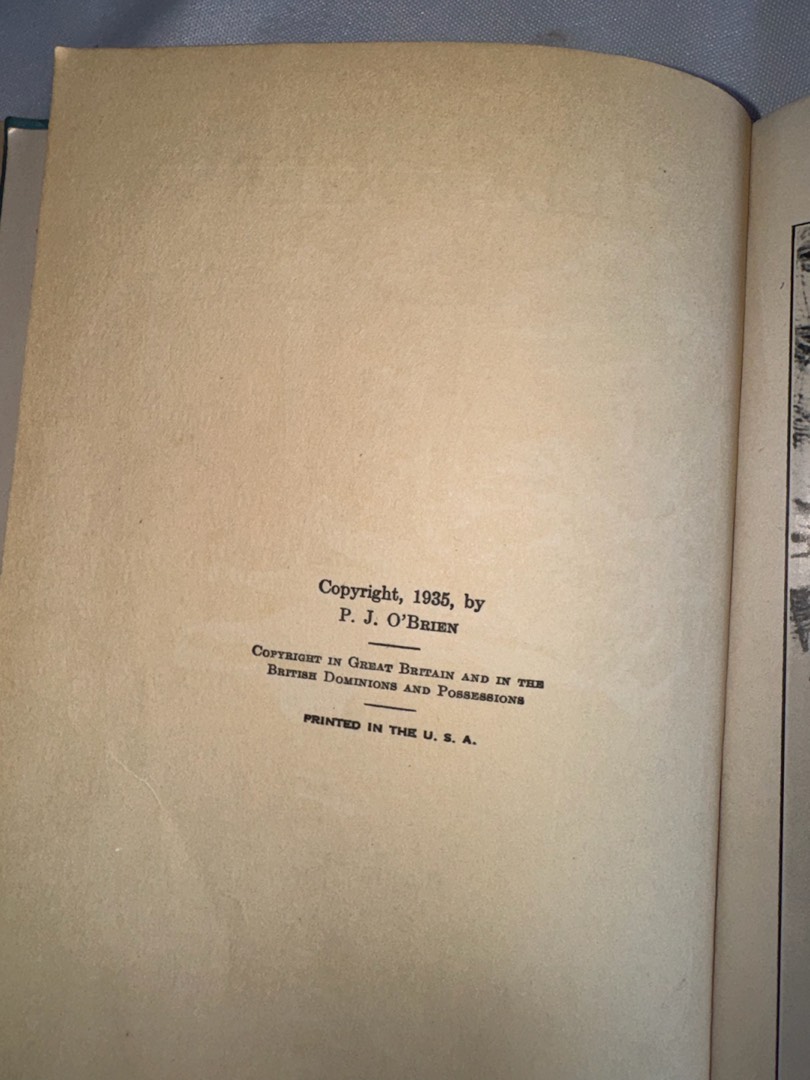 Copyright, 1935, by
P. J. O'BRIEN
COPYRIGHT IN GREAT BRITAIN AND IN THE
BRITISH DOMINIONS AND POSSESSIONS
PRINTED IN THE U. S. A.